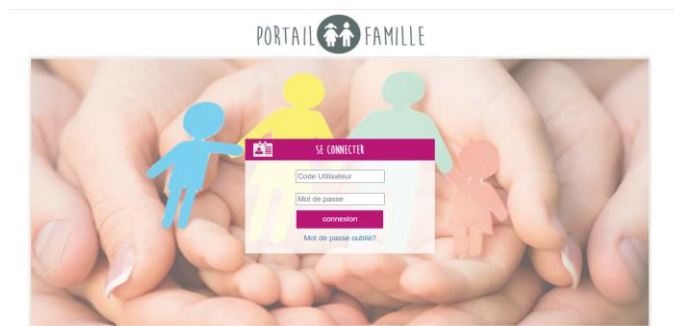 PORTAIL FAMILLE
SE CONNECTER
Code Utilisateur
Mot de passe
connexion
Mot de passe oublié?